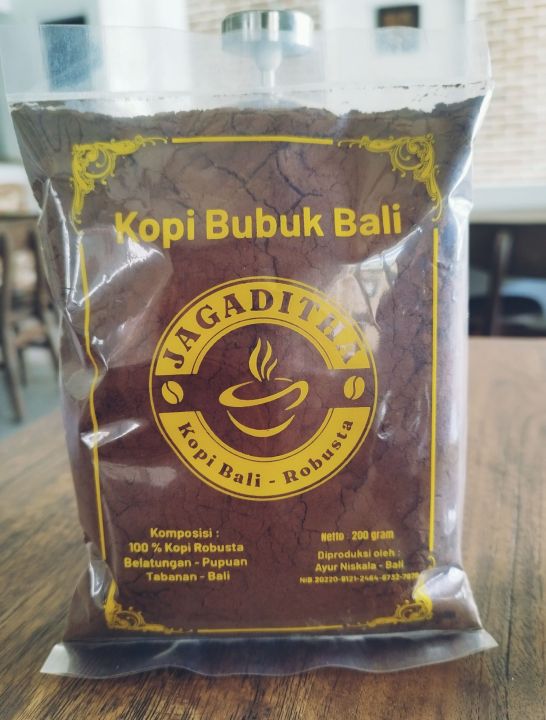 Kopi Bubuk Bali
JAGADITHA
Kopi Bali - Robusta
Komposisi :
100 % Kopi Robusta
Belatungan - Pupuan
Tabanan - Bali
Netto : 200 gram
Diproduksi oleh :
Ayur Niskala - Bali
NIB